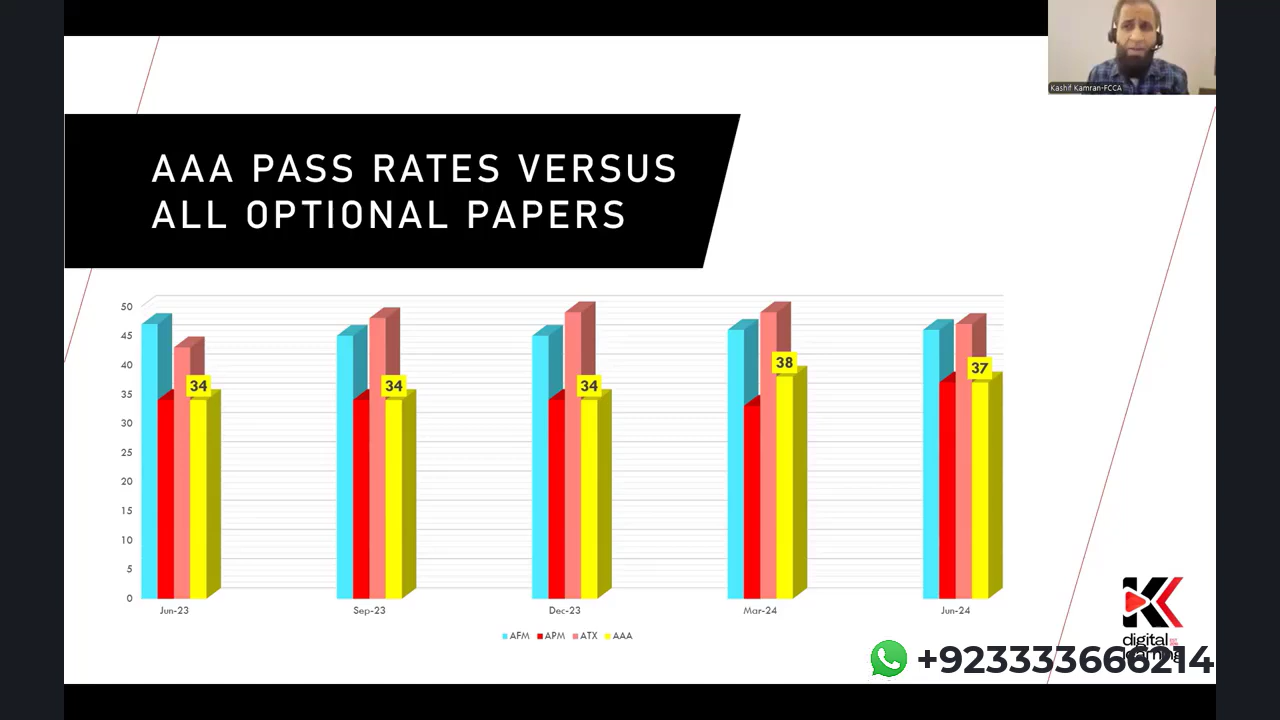 Kashif Kamran-FCCA
AAA PASS RATES VERSUS
ALL OPTIONAL PAPERS
50
45
40
35
30
25
20
15
10
5
0
34
34
34
38
37
Jun-23
Sep-23
Dec-23
Mar-24
Jun-24
AFM
APM
ATX
AAA
digital
learning
+923333666214